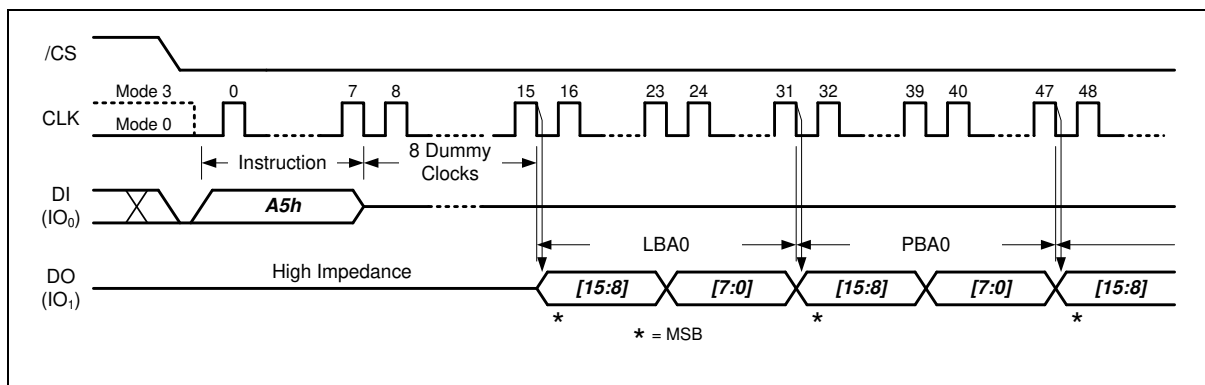 /CS
Mode 3
0 7 8 15 16 23 24 31 32 39 40 47 48
CLK
Mode 0
Instruction
8 Dummy
Clocks
DI
(IO0)
A5h
LBA0
PBA0
DO
(IO1)
High Impedance
[15:8]
[7:0]
[15:8]
[7:0]
[15:8]
* * *
* = MSB